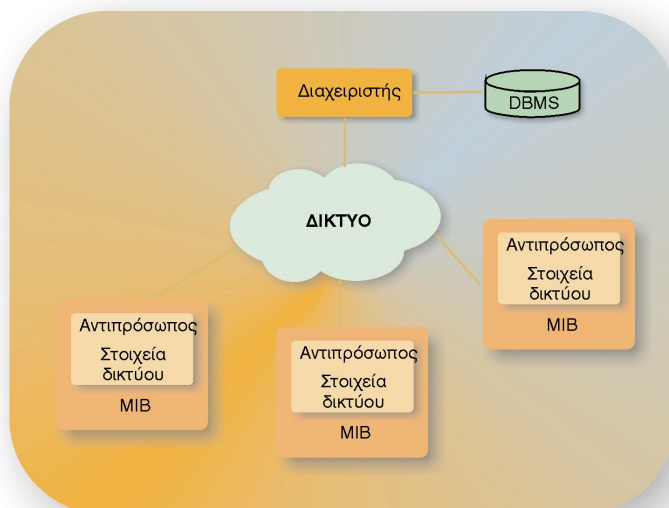 Διαχειριστής
DBMS
ΔΙΚΤΥΟ
Αντιπρόσωπος
Στοιχεία
δικτύου
MIB
Αντιπρόσωπος
Στοιχεία
δικτύου
MIB
Αντιπρόσωπος
Στοιχεία
δικτύου
MIB